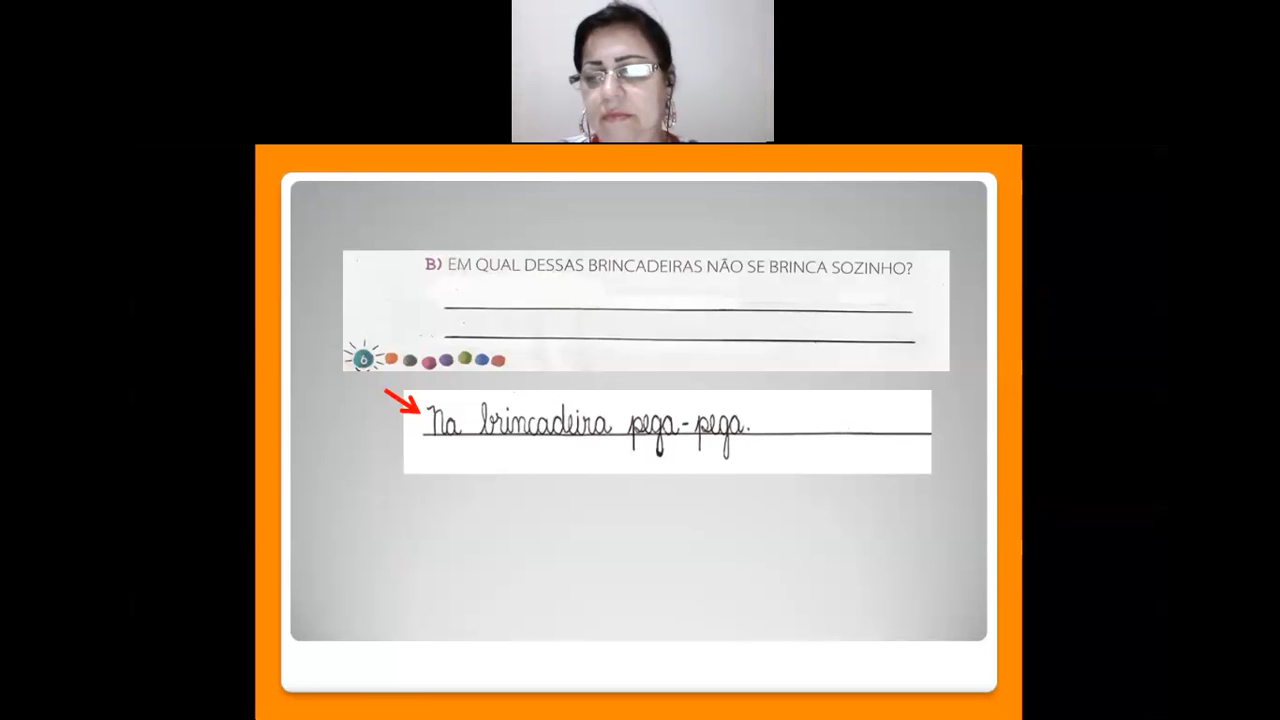 B) EM QUAL DESSAS BRINCADEIRAS NÃO SE BRINCA SOZINHO?
6
Na brincadeira pega-pega.